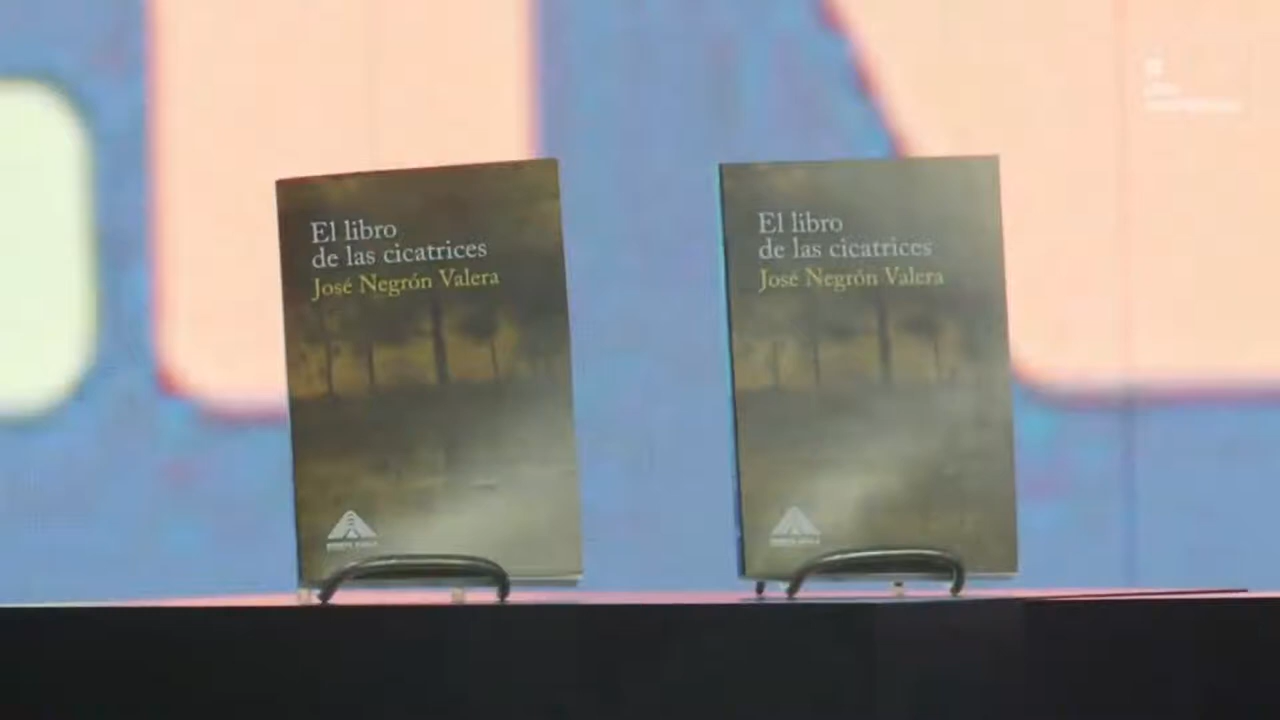 El libro
de las cicatrices
José Negrón Valera
El libro
de las cicatrices
José Negrón Valera